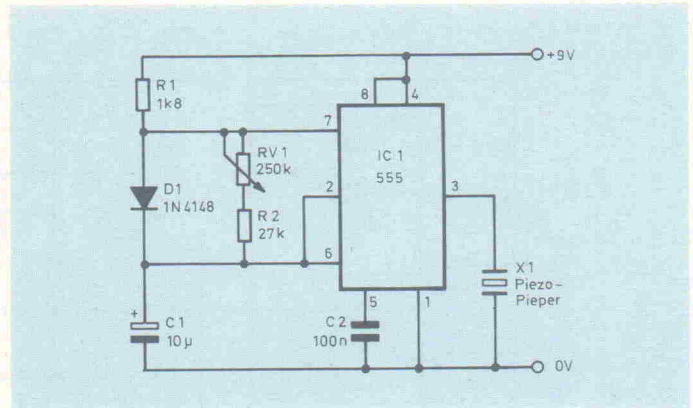 +9V
R1
1k8
8
4
7
RV1
250k
IC1
555
D1
1N4148
2
3
R2
27k
6
X1
Piezo-
Pieper
+
C1
10µ
5
1
C2
100n
0V